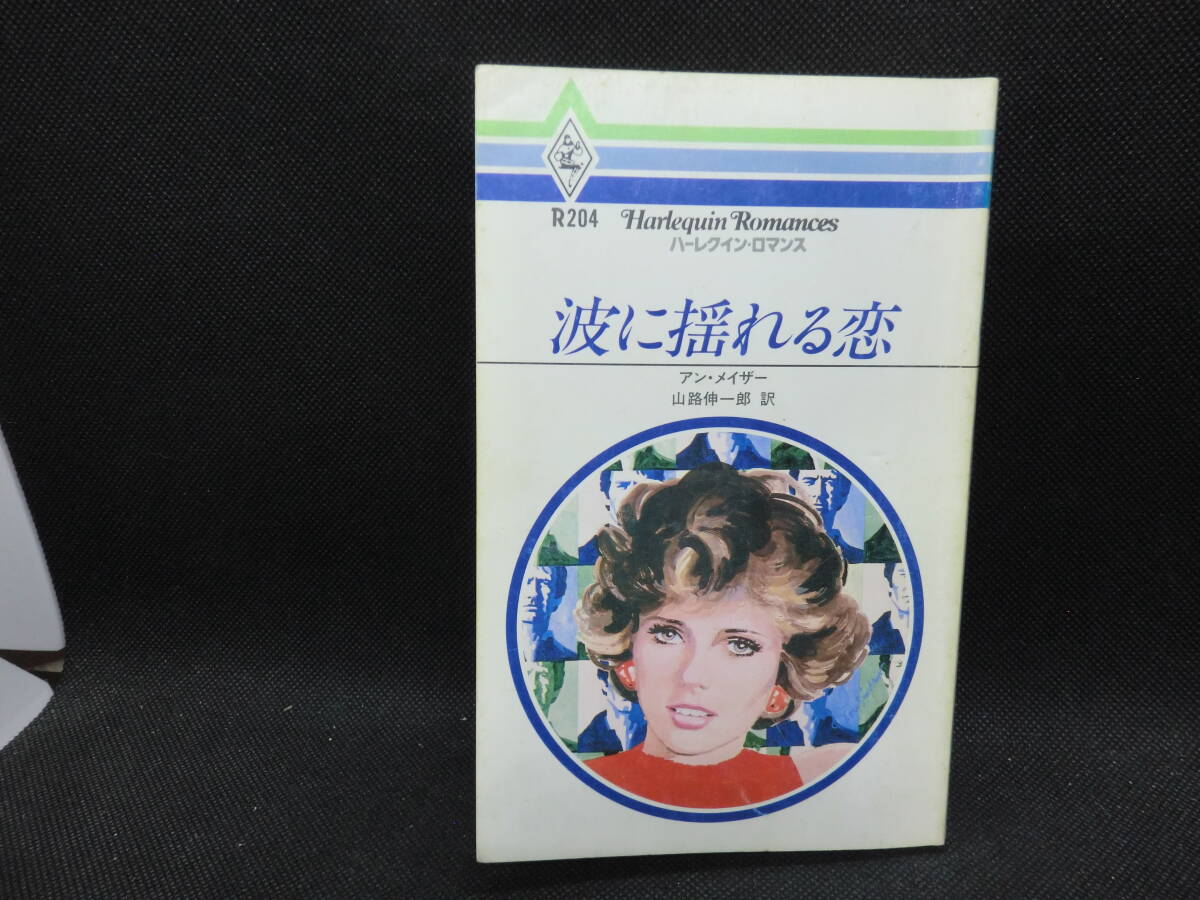 R204 Harlequin Romances
ハーレクイン・ロマンス
波に揺れる恋
アン・メイザー
山路伸一郎 訳